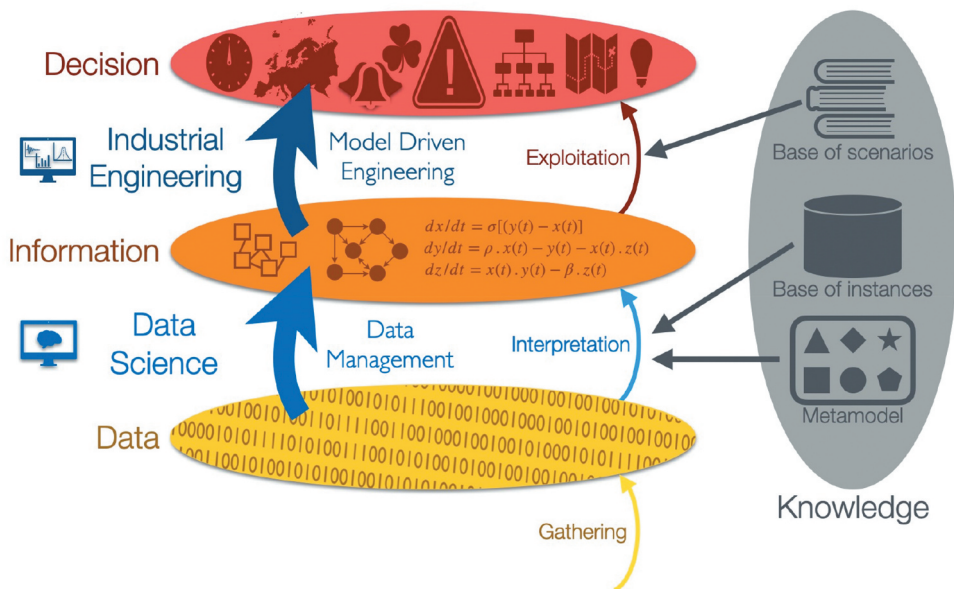 Decision
Industrial
Engineering
Model Driven
Engineering
Exploitation
Base of scenarios
Information
dx/dt = σ[(y(t) − x(t)]
dy/dt = ρ . x(t) − y(t) − x(t) . z(t)
dz/dt = x(t) . y(t) − β . z(t)
Base of instances
Data
Science
Data
Management
Interpretation
Metamodel
Data
Knowledge
Gathering